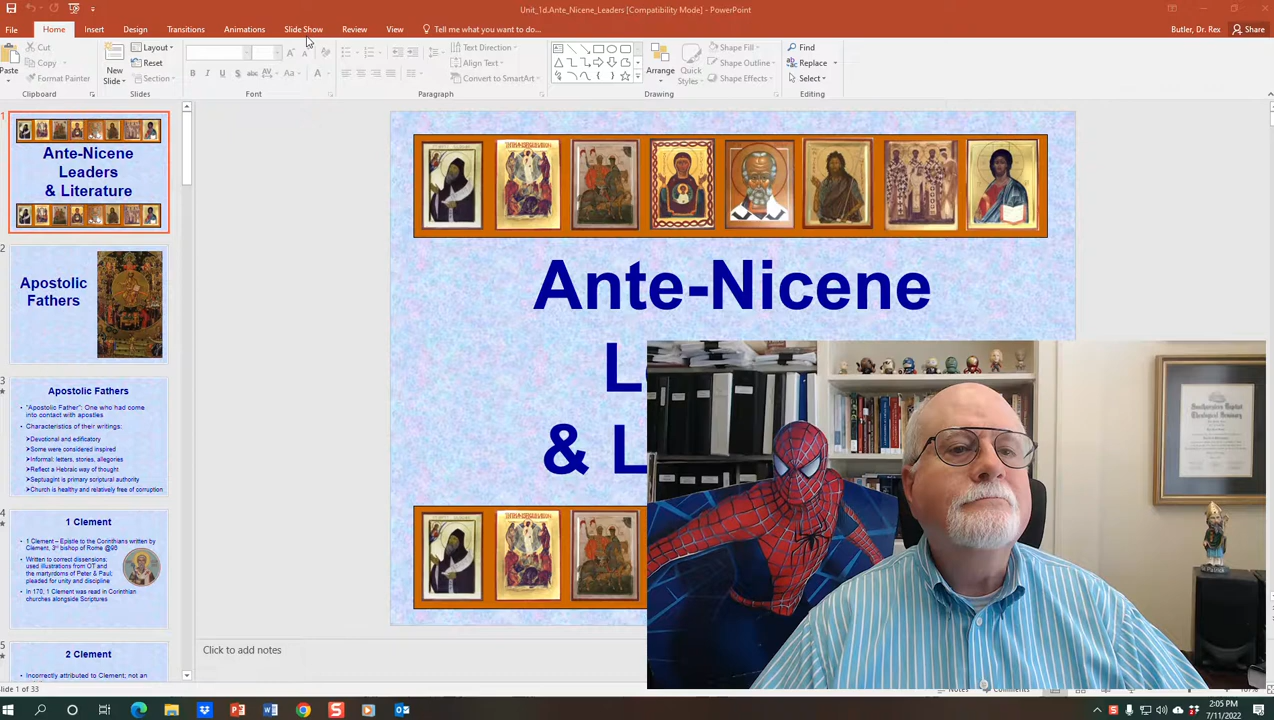 Unit_1d.Ante_Nicene_Leaders [Compatibility Mode] - PowerPoint
File Home Insert Design Transitions Animations Slide Show Review View Tell me what you want to do... Butler, Dr. Rex Share
Paste
Cut
Copy
Format Painter
Clipboard
New
Slide
Layout
Reset
Section
Slides
Font
Text Direction
Align Text
Convert to SmartArt
Paragraph
Arrange
Quick
Styles
Shape Fill
Shape Outline
Shape Effects
Drawing
Find
Replace
Select
Editing
1
Ante-Nicene
Leaders
& Literature
2
Apostolic
Fathers
3
Apostolic Fathers
"Apostolic Father": One who had come
into contact with apostles
Characteristics of their writings:
Devotional and edificatory
Some were considered inspired
Informal: letters, stories, allegories
Reflect a Hebraic way of thought
Septuagint is primary scriptural authority
Church is healthy and relatively free of corruption
4
1 Clement
1 Clement – Epistle to the Corinthians written by
Clement, 3rd bishop of Rome @96
Written to correct dissensions;
used illustrations from OT and
the martyrdoms of Peter & Paul;
pleaded for unity and discipline
In 170, 1 Clement was read in Corinthian
churches alongside Scriptures
5
2 Clement
Incorrectly attributed to Clement; not an
Ante-Nicene
L
& L
Click to add notes
Slide 1 of 33
Notes
Comments
2:05 PM
7/11/2022